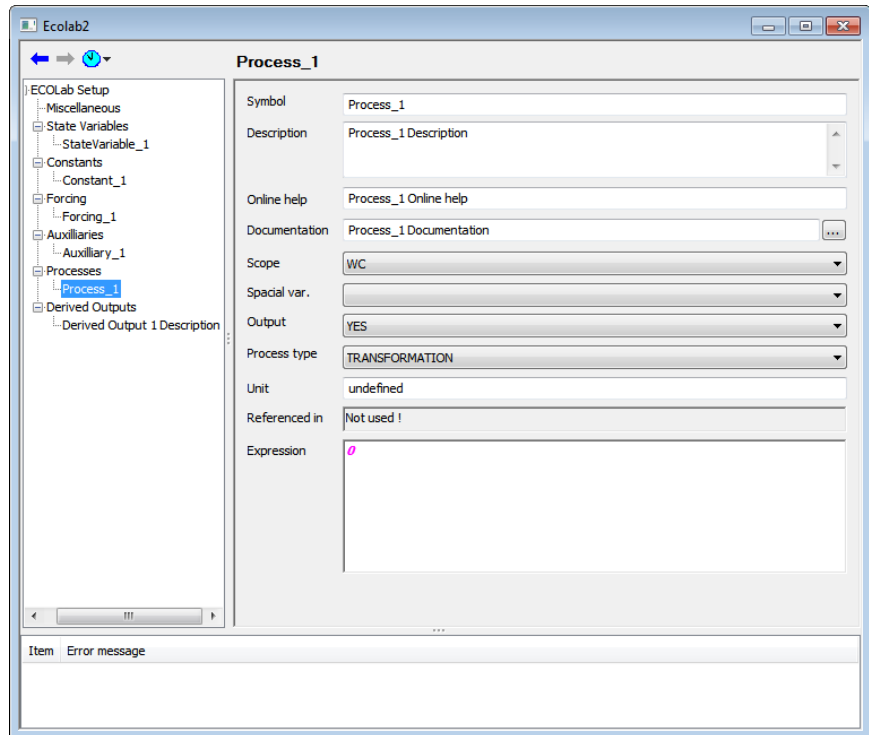 Ecolab2
Process_1
ECOLab Setup
Miscellaneous
State Variables
StateVariable_1
Constants
Constant_1
Forcing
Forcing_1
Auxilliaries
Auxilliary_1
Processes
Process_1
Derived Outputs
Derived Output 1 Description
Symbol Process_1
Description Process_1 Description
Online help Process_1 Online help
Documentation Process_1 Documentation ...
Scope WC
Spacial var.
Output YES
Process type TRANSFORMATION
Unit undefined
Referenced in Not used !
Expression 0
Item Error message